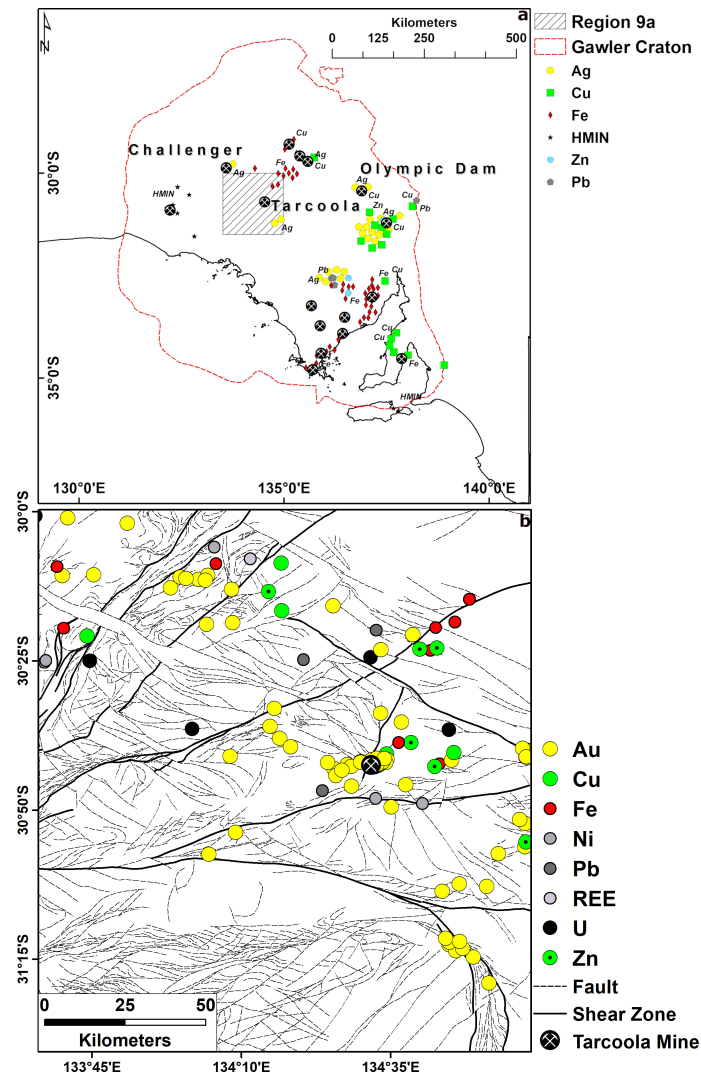 a
N
Kilometers
0 125 250 500
Region 9a
Gawler Craton
Ag
Cu
Fe
HMIN
Zn
Pb
Cu
Challenger
Ag
Cu
Fe
30°0'S
Olympic Dam
HMIN
Ag
Cu
Tarcoola
Cu
Pb
Zn
Ag
Cu
Ag
Pb
Fe
Cu
Fe
Cu
Cu
Fe
Fe
35°0'S
HMIN
130°0'E
135°0'E
140°0'E
30°0'S
b
30°25'S
30°50'S
31°15'S
Au
Cu
Fe
Ni
Pb
REE
U
Zn
Fault
Shear Zone
Tarcoola Mine
0 25 50
Kilometers
133°45'E
134°10'E
134°35'E